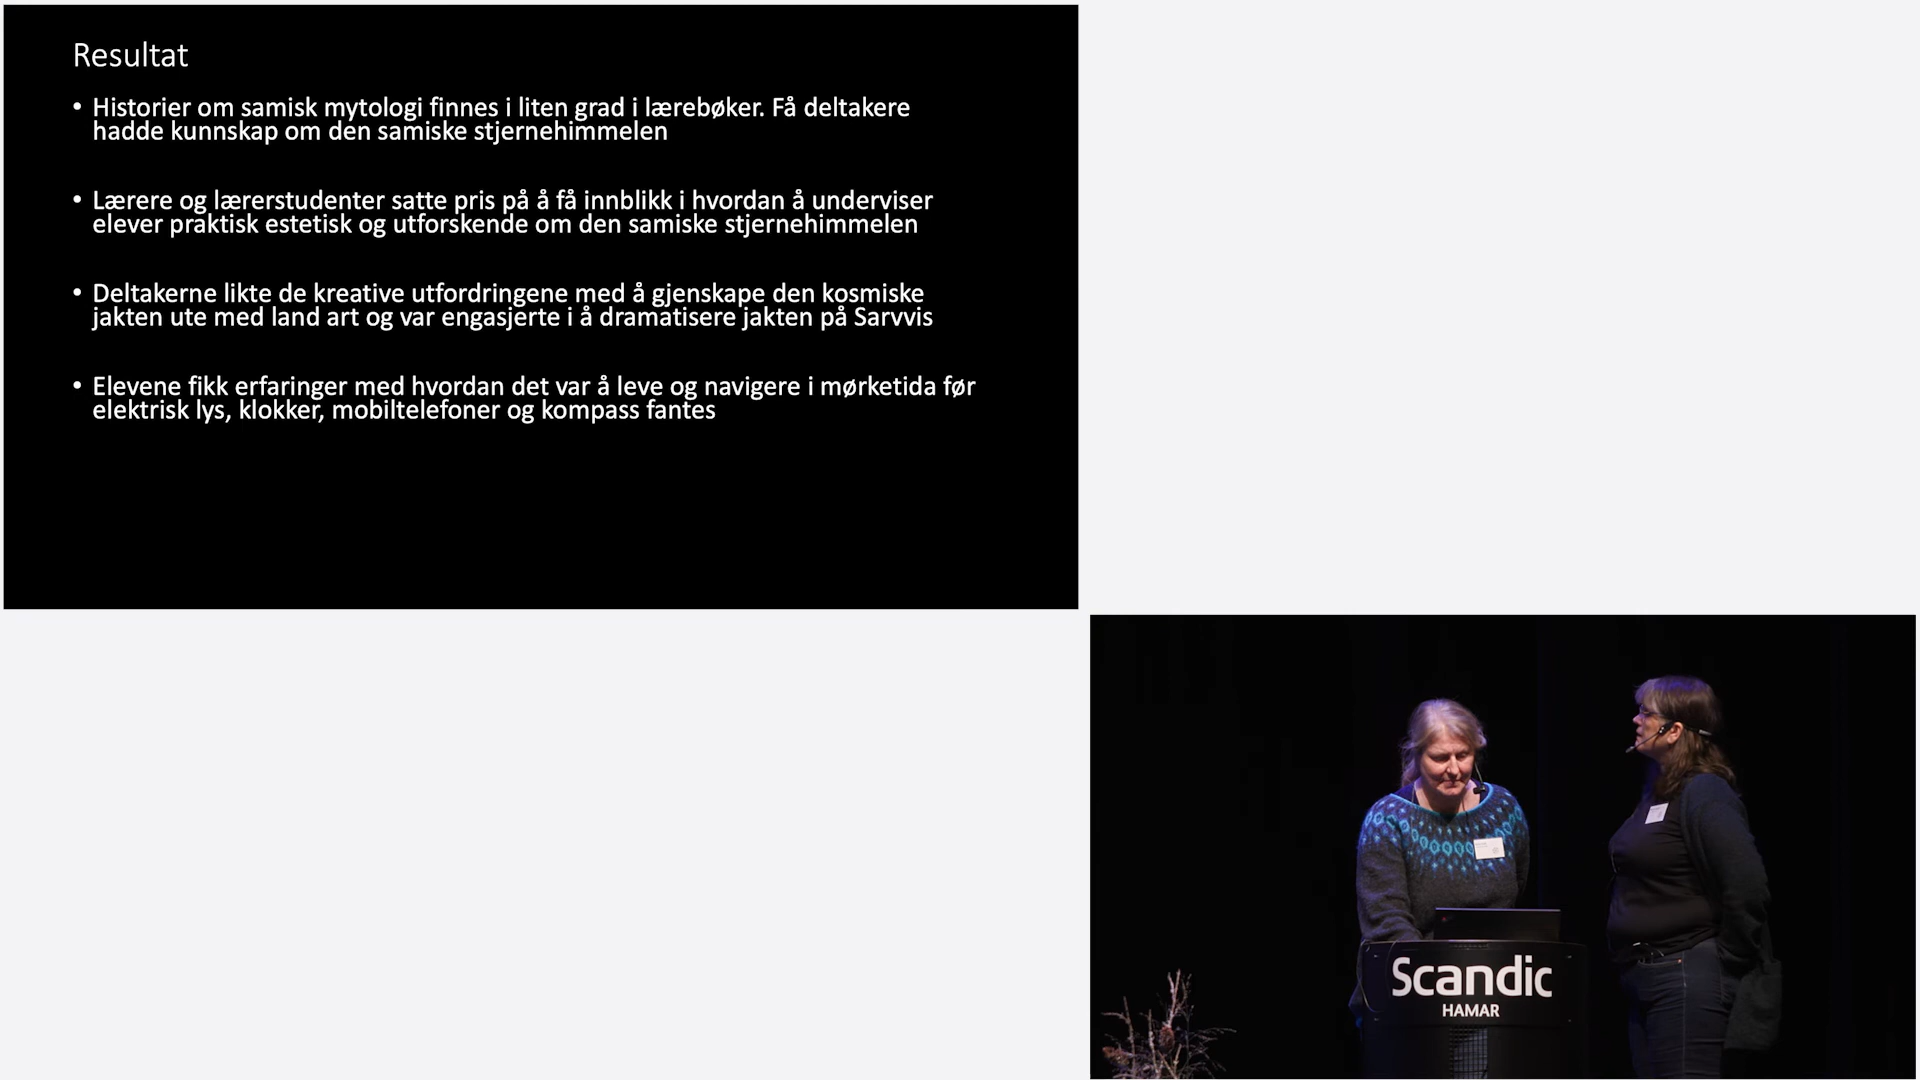 Resultat
• Historier om samisk mytologi finnes i liten grad i lærebøker. Få deltakere
hadde kunnskap om den samiske stjernehimmelen
• Lærere og lærerstudenter satte pris på å få innblikk i hvordan å underviser
elever praktisk estetisk og utforskende om den samiske stjernehimmelen
• Deltakerne likte de kreative utfordringene med å gjenskape den kosmiske
jakten ute med land art og var engasjerte i å dramatisere jakten på Sarvvis
• Elevene fikk erfaringer med hvordan det var å leve og navigere i mørketida før
elektrisk lys, klokker, mobiltelefoner og kompass fantes
Scandic
HAMAR